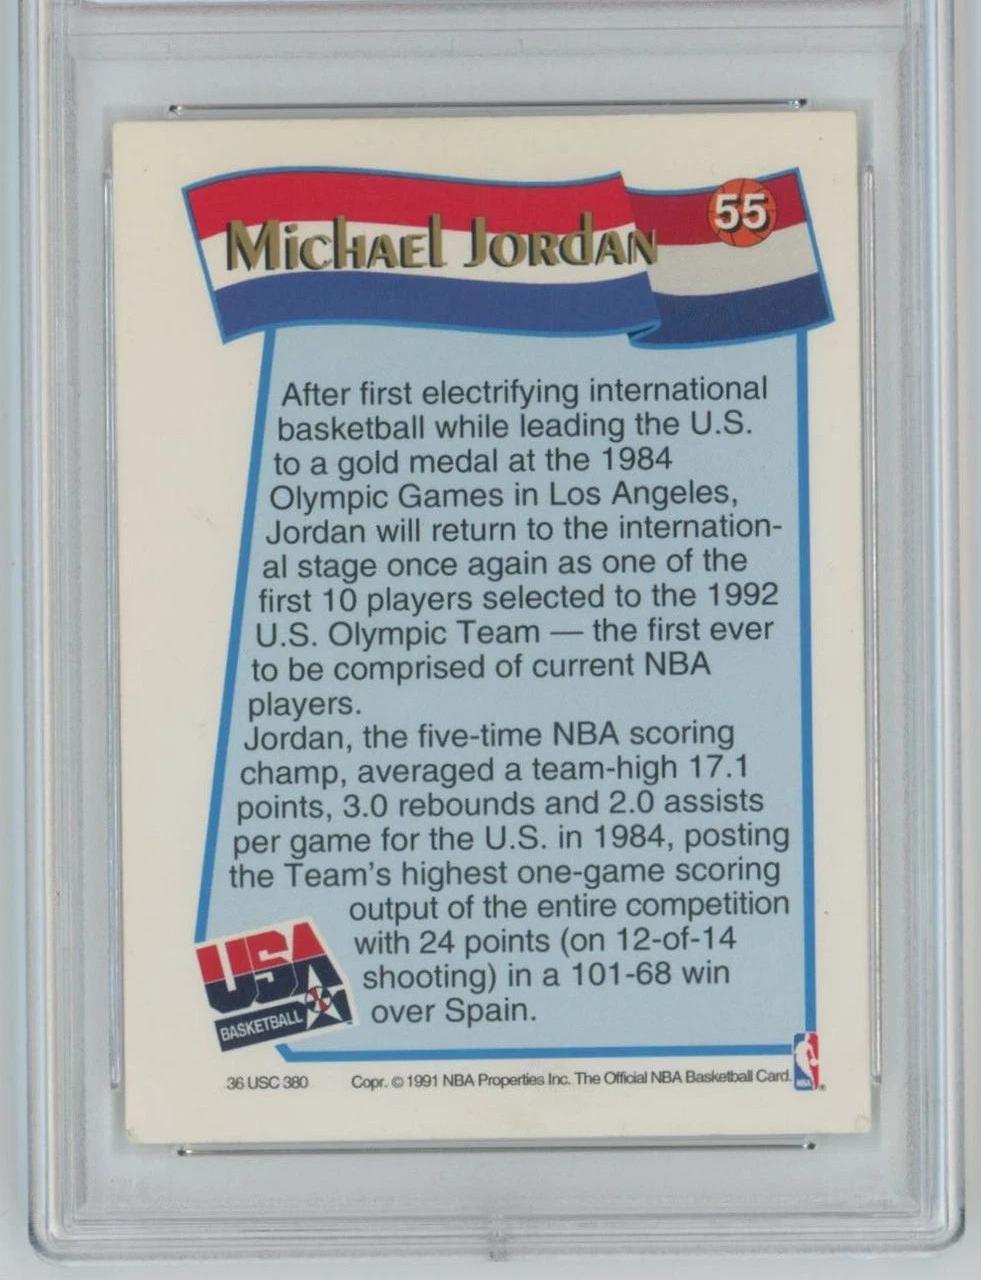 Michael Jordan
55
After first electrifying international
basketball while leading the U.S.
to a gold medal at the 1984
Olympic Games in Los Angeles,
Jordan will return to the internation-
al stage once again as one of the
first 10 players selected to the 1992
U.S. Olympic Team — the first ever
to be comprised of current NBA
players.
Jordan, the five-time NBA scoring
champ, averaged a team-high 17.1
points, 3.0 rebounds and 2.0 assists
per game for the U.S. in 1984, posting
the Team's highest one-game scoring
output of the entire competition
with 24 points (on 12-of-14
shooting) in a 101-68 win
over Spain.
USA
BASKETBALL
NBA
36 USC 380
Copr. © 1991 NBA Properties Inc. The Official NBA Basketball Card.